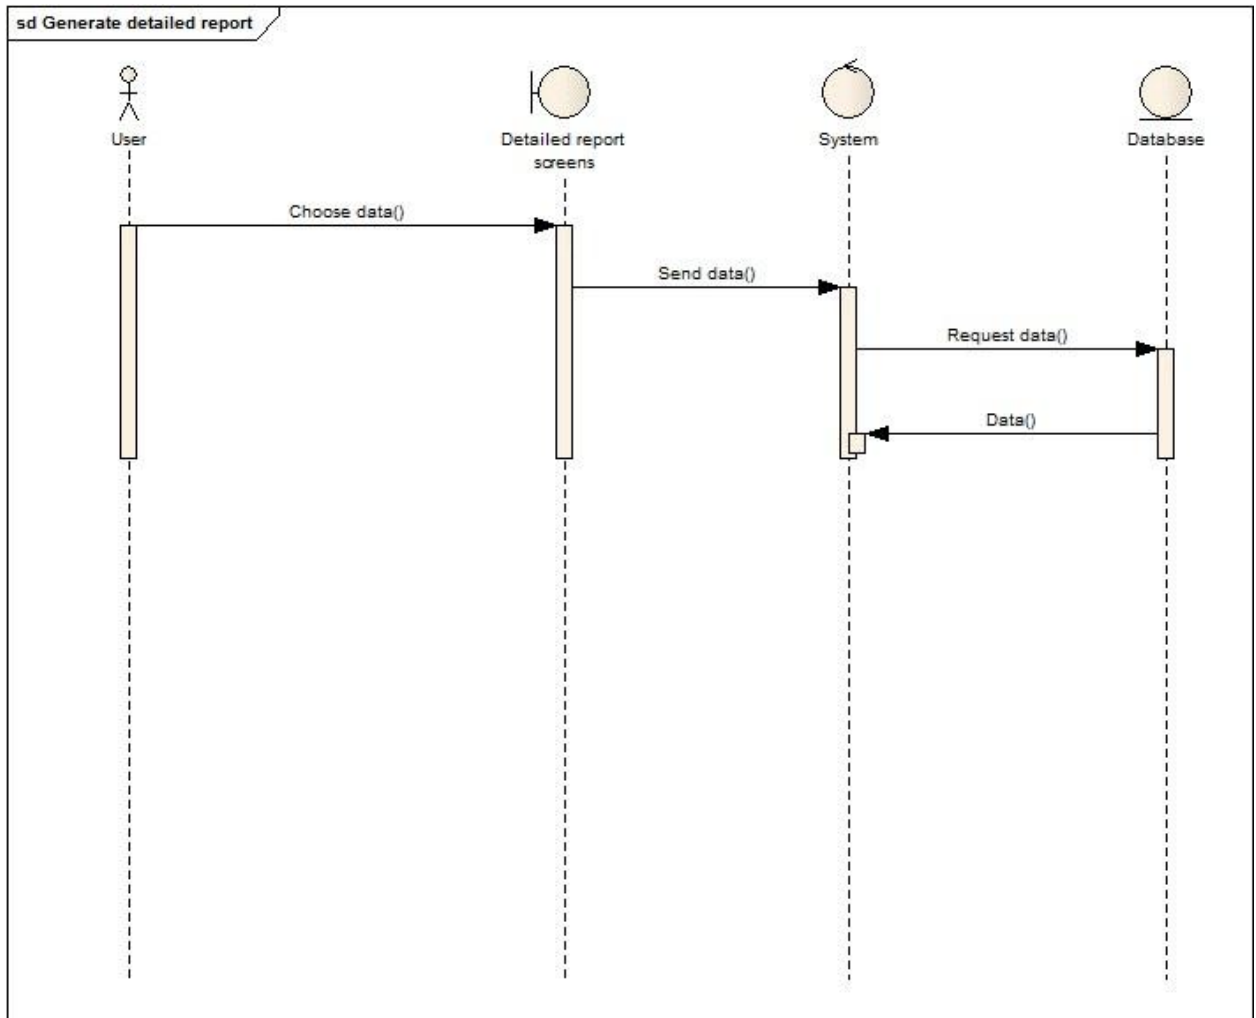 sd Generate detailed report
User
Detailed report
screens
System
Database
Choose data()
Send data()
Request data()
Data()